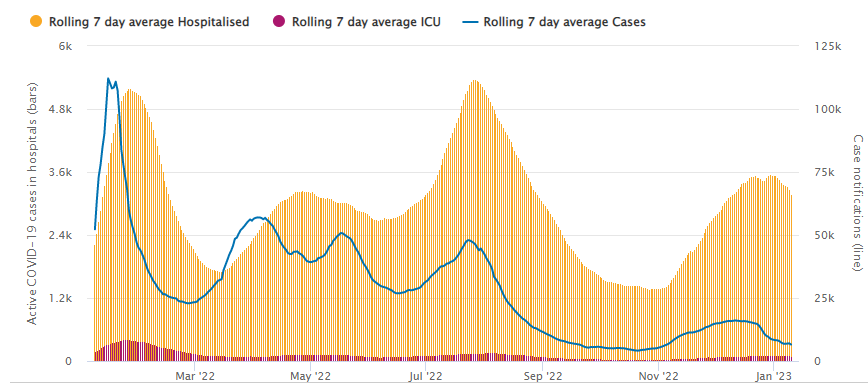 Rolling 7 day average Hospitalised Rolling 7 day average ICU Rolling 7 day average Cases
6k 125k
4.8k 100k
3.6k 75k
2.4k 50k
1.2k 25k
0 0
Active COVID-19 cases in hospitals (bars)
Case notifications (line)
Mar '22 May '22 Jul '22 Sep '22 Nov '22 Jan '23